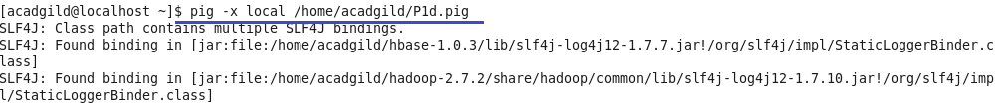 [acadgild@localhost ~]$ pig -x local /home/acadgild/P1d.pig
SLF4J: Class path contains multiple SLF4J bindings.
SLF4J: Found binding in [jar:file:/home/acadgild/hbase-1.0.3/lib/slf4j-log4j12-1.7.7.jar!/org/slf4j/impl/StaticLoggerBinder.c
lass]
SLF4J: Found binding in [jar:file:/home/acadgild/hadoop-2.7.2/share/hadoop/common/lib/slf4j-log4j12-1.7.10.jar!/org/slf4j/imp
l/StaticLoggerBinder.class]